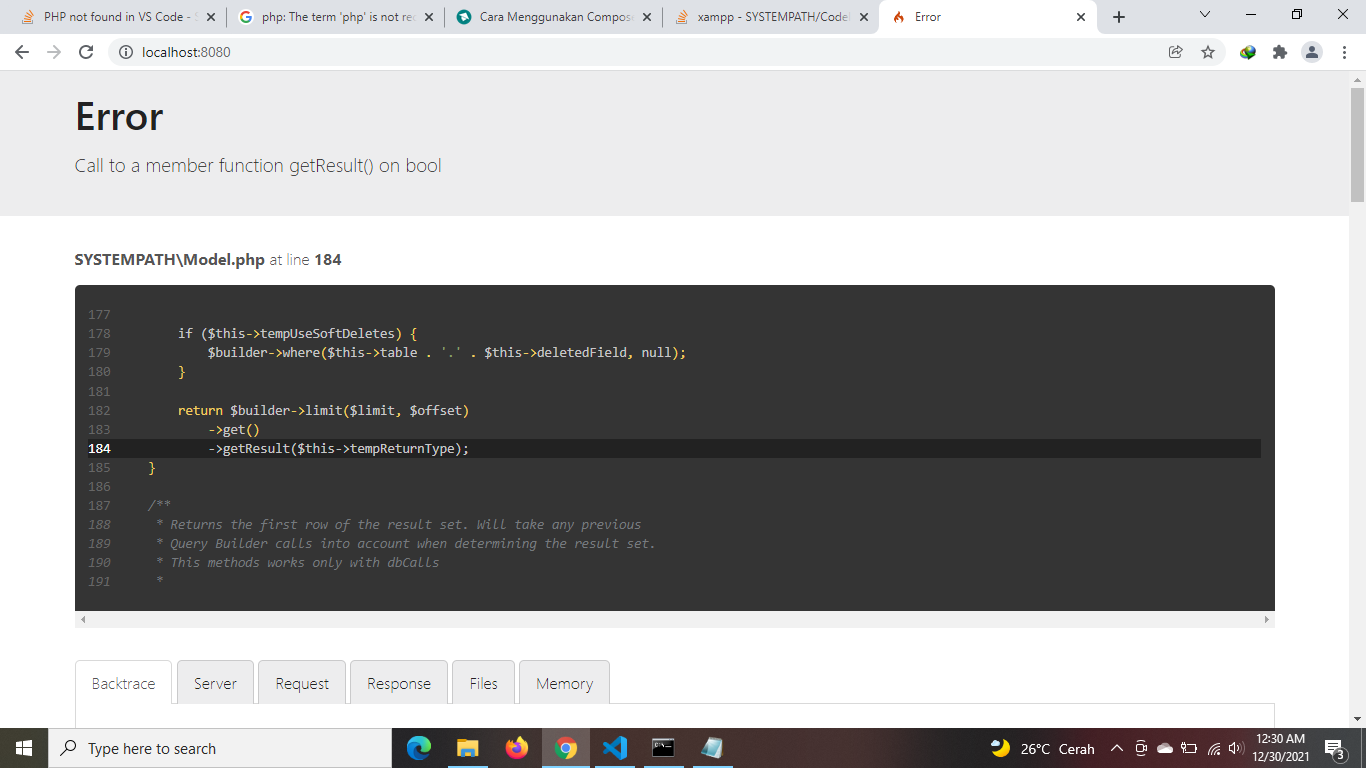 PHP not found in VS Code - S
php: The term 'php' is not rec
Cara Menggunakan Compos
xampp - SYSTEMPATH/Code
Error
localhost:8080
Error
Call to a member function getResult() on bool
SYSTEMPATH\Model.php at line 184
177
178 if ($this->tempUseSoftDeletes) {
179 $builder->where($this->table . '.' . $this->deletedField, null);
180 }
181
182 return $builder->limit($limit, $offset)
183 ->get()
184 ->getResult($this->tempReturnType);
185 }
186
187 /**
188 * Returns the first row of the result set. Will take any previous
189 * Query Builder calls into account when determining the result set.
190 * This methods works only with dbCalls
191 *
Backtrace
Server
Request
Response
Files
Memory
Type here to search
26°C Cerah
12:30 AM
12/30/2021
3